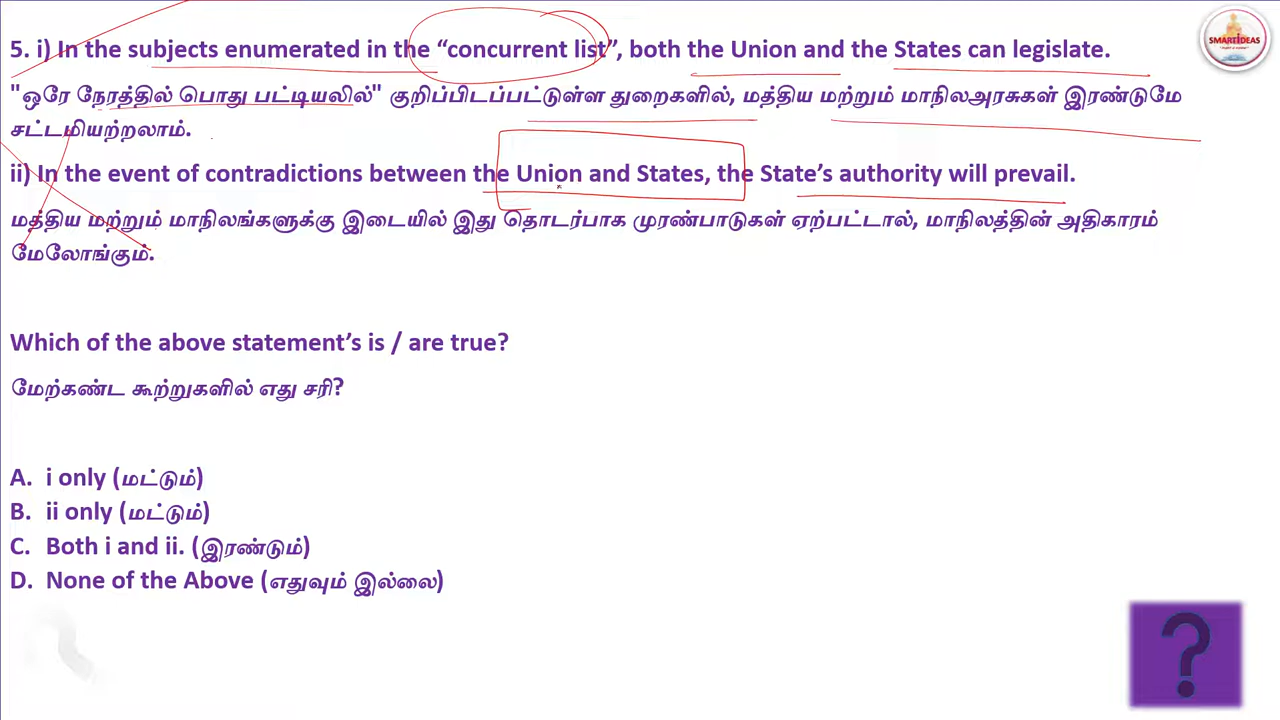 5. i) In the subjects enumerated in the “concurrent list”, both the Union and the States can legislate.
"ஒரே நேரத்தில் பொது பட்டியலில்" குறிப்பிடப்பட்டுள்ள துறைகளில், மத்திய மற்றும் மாநிலஅரசுகள் இரண்டுமே
சட்டமியற்றலாம்.
ii) In the event of contradictions between the Union and States, the State’s authority will prevail.
மத்திய மற்றும் மாநிலங்களுக்கு இடையில் இது தொடர்பாக முரண்பாடுகள் ஏற்பட்டால், மாநிலத்தின் அதிகாரம்
மேலோங்கும்.
Which of the above statement’s is / are true?
மேற்கண்ட கூற்றுகளில் எது சரி?
A. i only (மட்டும்)
B. ii only (மட்டும்)
C. Both i and ii. (இரண்டும்)
D. None of the Above (எதுவும் இல்லை)
SMART IDEAS
?